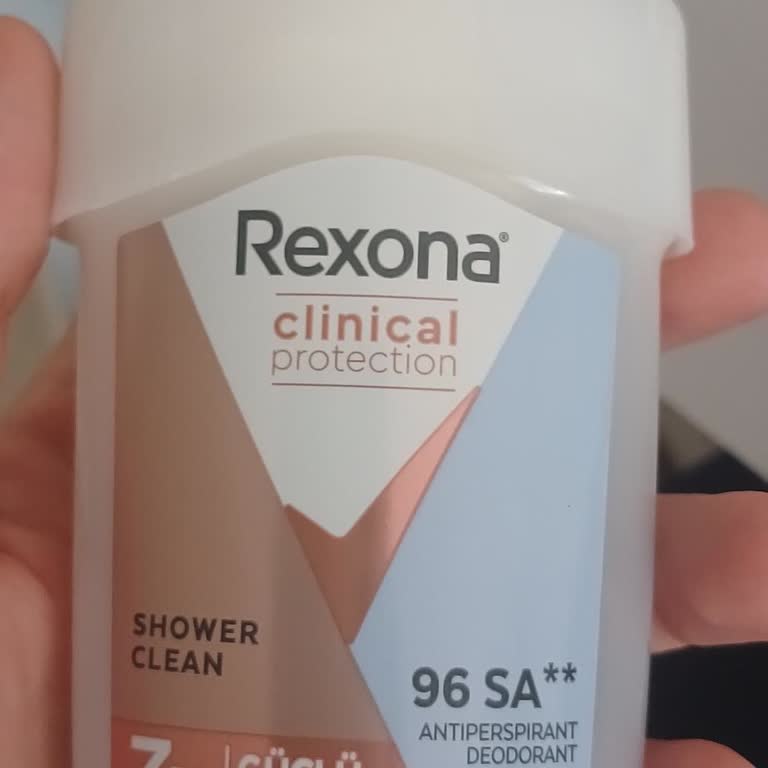 Rexona®
clinical
protection
SHOWER
CLEAN
96 SA**
ANTIPERSPIRANT
DEODORANT